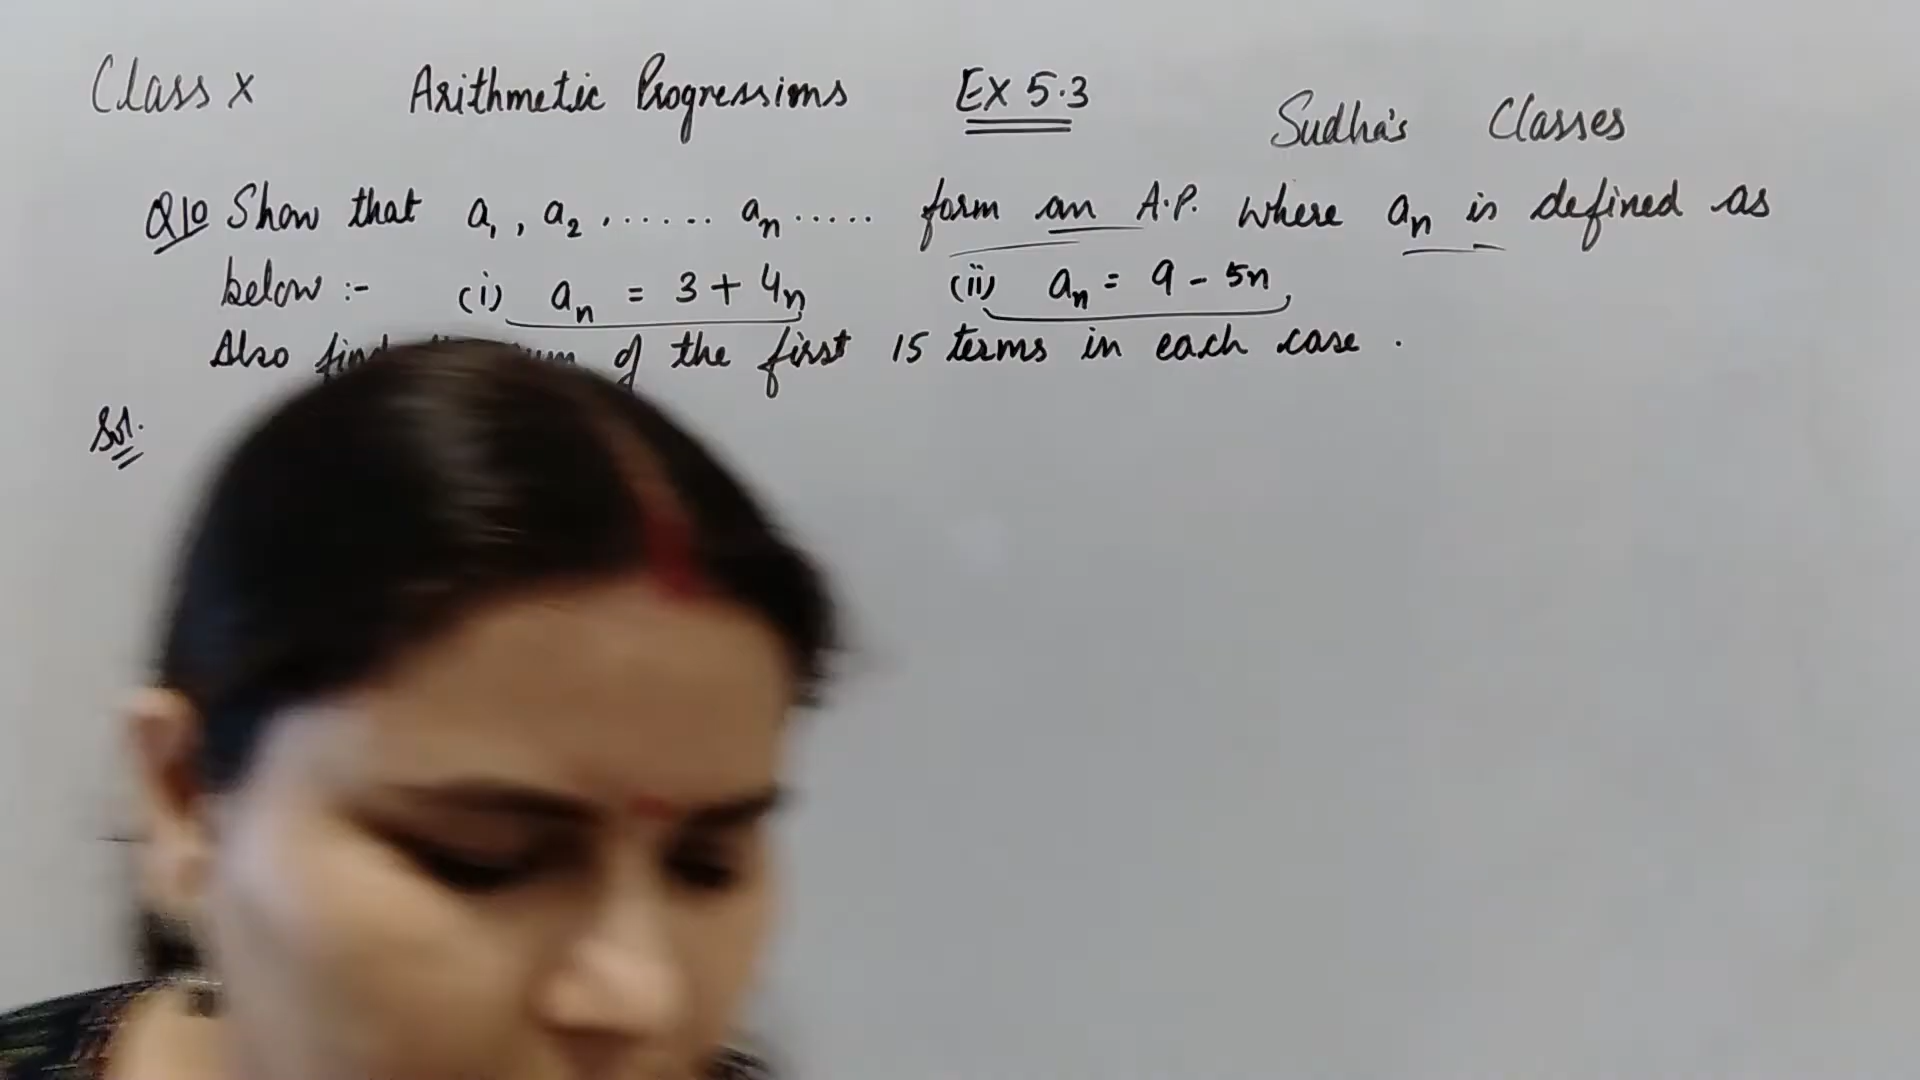 Class X Arithmetic Progressions Ex 5.3 Sudha's Classes
Q10 Show that a₁, a₂ ...... aₙ ..... form an A.P. where aₙ is defined as
below :- (i) aₙ = 3 + 4n (ii) aₙ = 9 - 5n,
Also find of the first 15 terms in each case .
Sol.